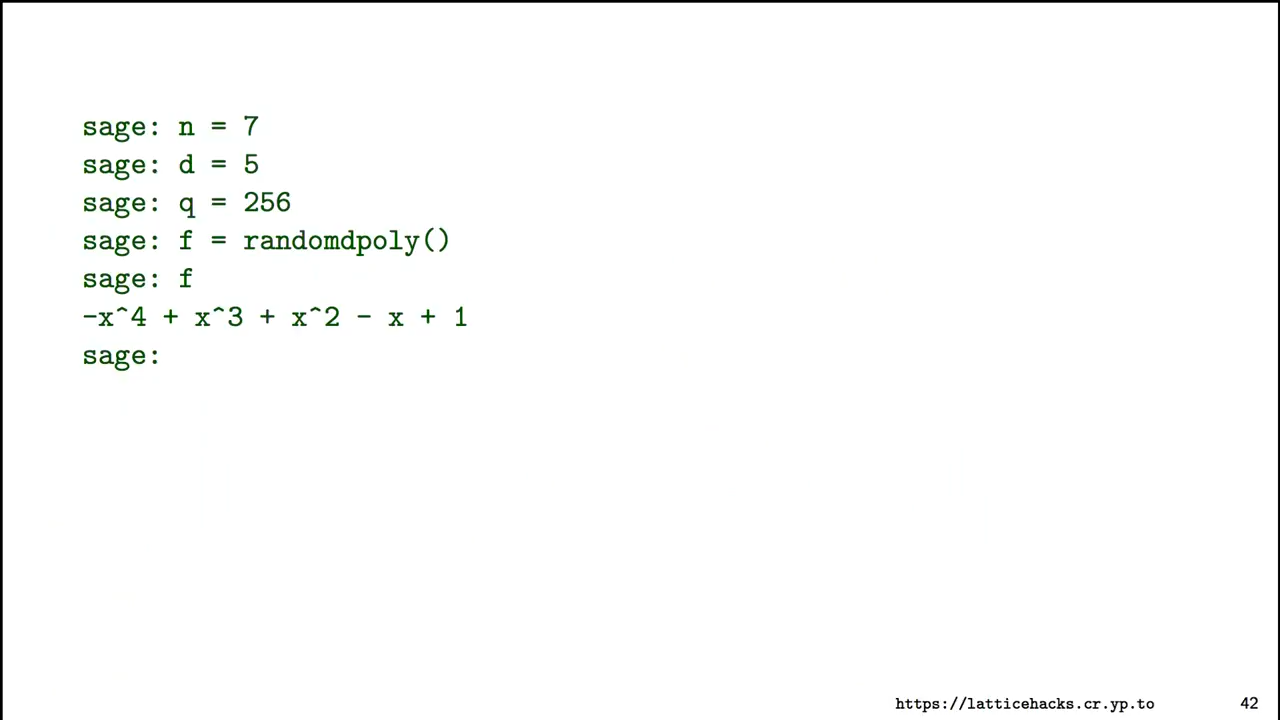 sage: n = 7
sage: d = 5
sage: q = 256
sage: f = randomdpoly()
sage: f
-x^4 + x^3 + x^2 - x + 1
sage:
https://latticehacks.cr.yp.to 42